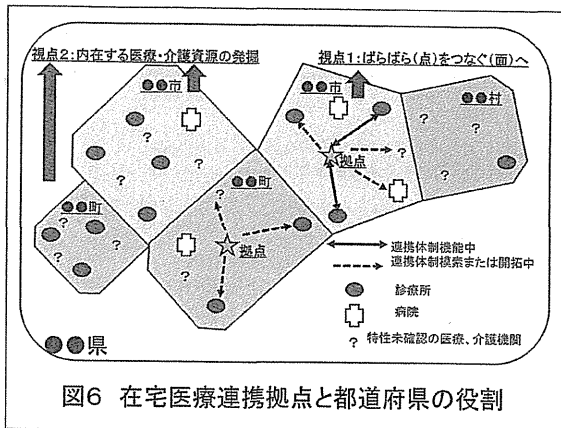 視点2:内在する医療・介護資源の発掘
視点1:ばらばら(点)をつなぐ(面)へ
●●市
●●市
●●村
?
?
?
?
?
?
?
?
拠点
●●町
?
●●町
?
?
?
拠点
?
連携体制機能中
連携体制模索または開拓中
診療所
病院
? 特性未確認の医療、介護機関
●●県
図6 在宅医療連携拠点と都道府県の役割